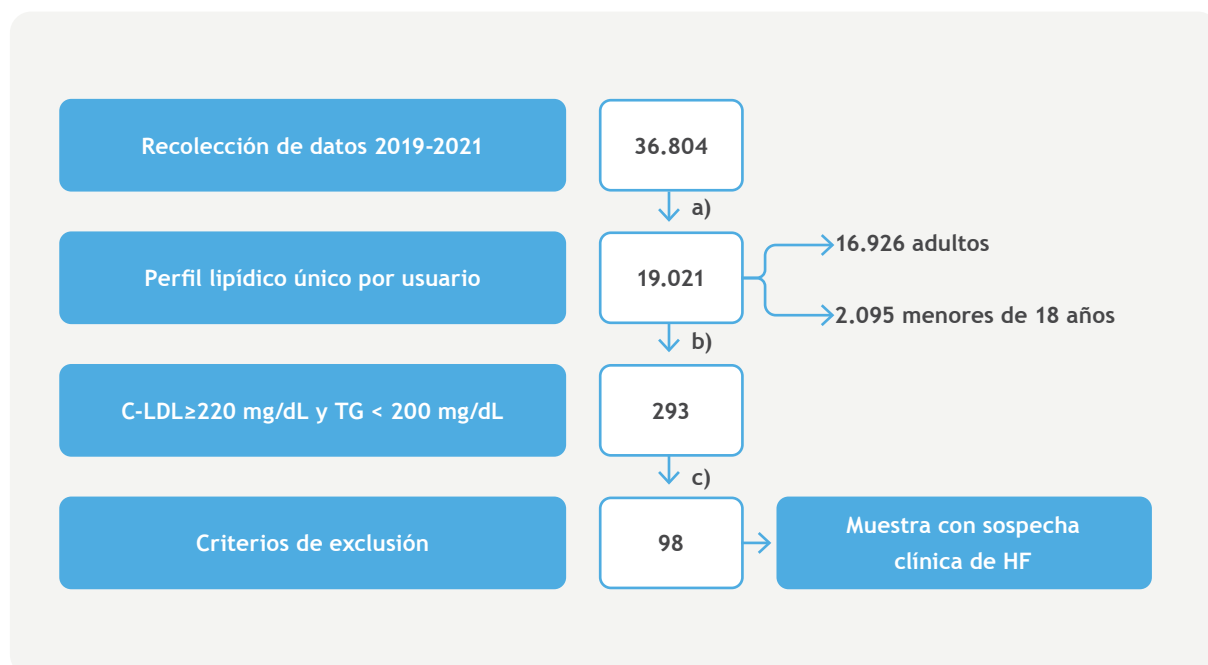 Recolección de datos 2019-2021
36.804
a)
Perfil lipídico único por usuario
19.021
16.926 adultos
2.095 menores de 18 años
b)
C-LDL≥220 mg/dL y TG < 200 mg/dL
293
c)
Criterios de exclusión
98
Muestra con sospecha
clínica de HF